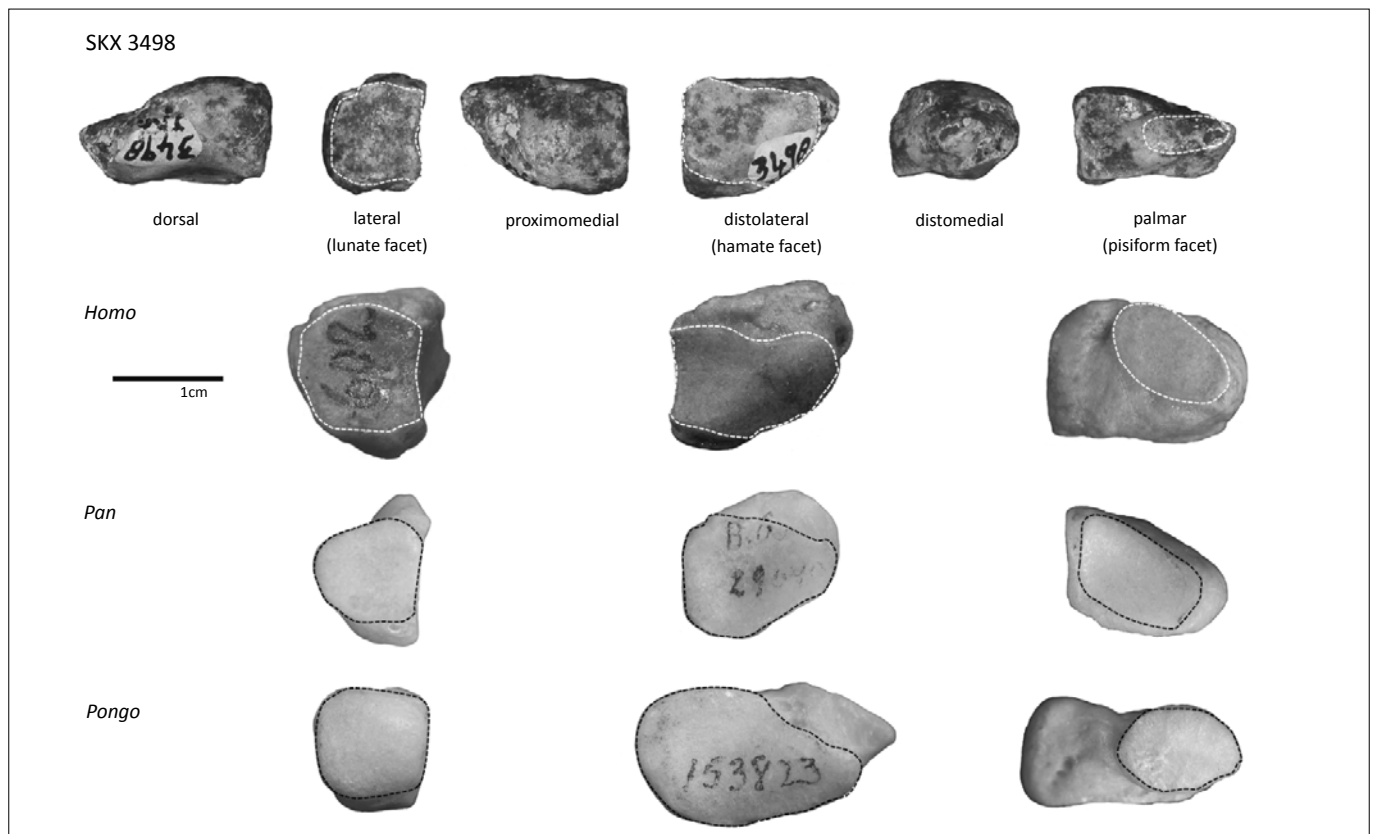 SKX 3498
3498
3498
dorsal
lateral
(lunate facet)
proximomedial
distolateral
(hamate facet)
distomedial
palmar
(pisiform facet)
Homo
1cm
Pan
B.
Pongo
153823